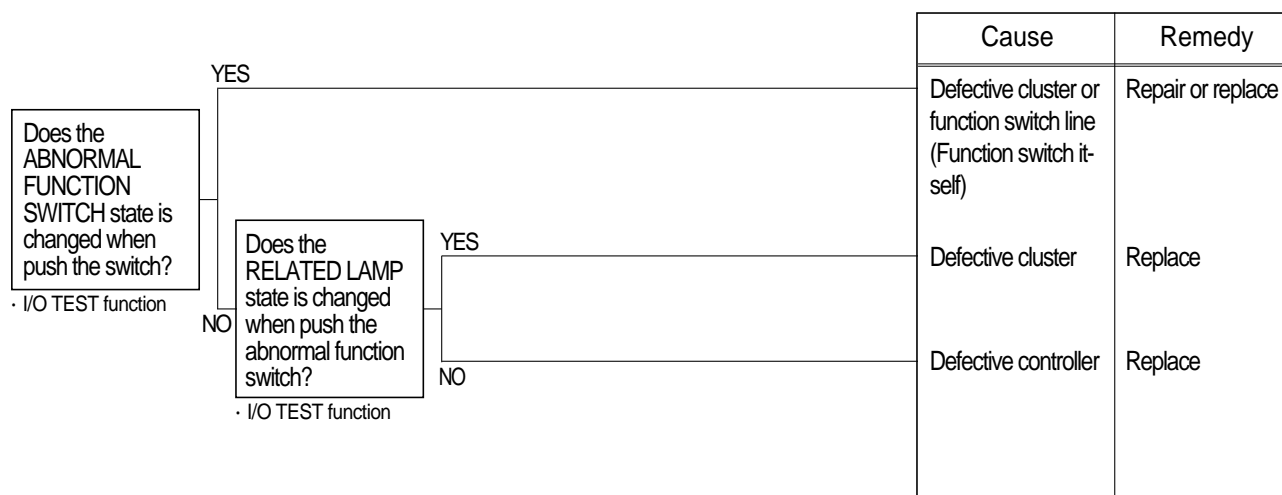 Cause
Remedy
YES
Does the
ABNORMAL
FUNCTION
SWITCH state is
changed when
push the switch?
· I/O TEST function
NO
Does the
RELATED LAMP
state is changed
when push the
abnormal function
switch?
· I/O TEST function
YES
NO
Defective cluster or
function switch line
(Function switch it-
self)
Repair or replace
Defective cluster
Replace
Defective controller
Replace